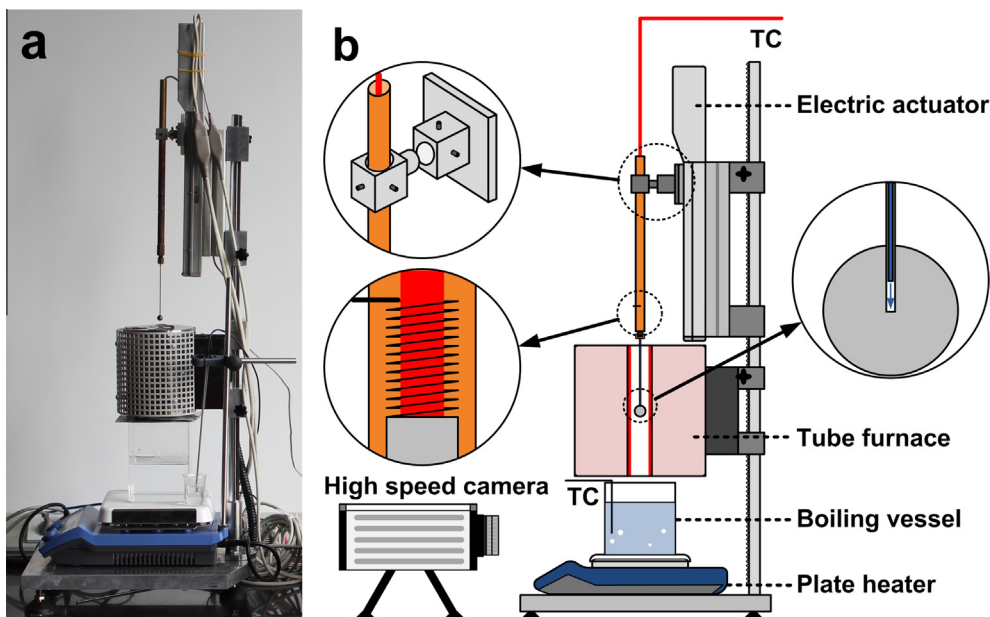 a
b
TC
Electric actuator
Tube furnace
High speed camera
TC
Boiling vessel
Plate heater